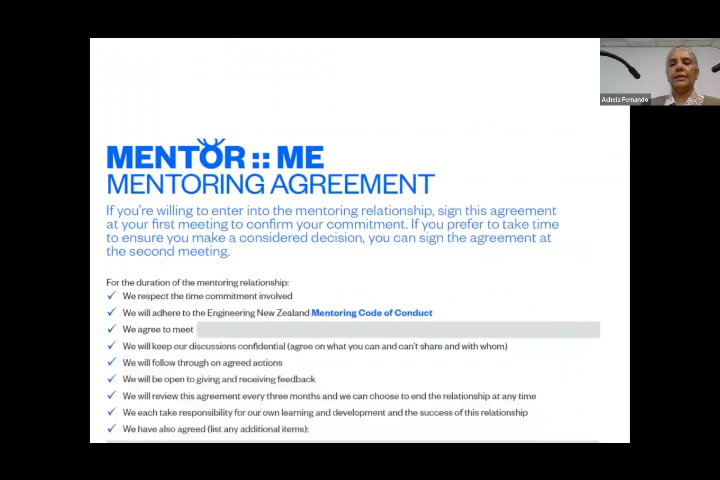 Achela Fernando
MENTOR :: ME
MENTORING AGREEMENT
If you're willing to enter into the mentoring relationship, sign this agreement
at your first meeting to confirm your commitment. If you prefer to take time
to ensure you make a considered decision, you can sign the agreement at
the second meeting.
For the duration of the mentoring relationship:
✓ We respect the time commitment involved
✓ We will adhere to the Engineering New Zealand Mentoring Code of Conduct
✓ We agree to meet
✓ We will keep our discussions confidential (agree on what you can and can't share and with whom)
✓ We will follow through on agreed actions
✓ We will be open to giving and receiving feedback
✓ We will review this agreement every three months and we can choose to end the relationship at any time
✓ We each take responsibility for our own learning and development and the success of this relationship
✓ We have also agreed (list any additional items):